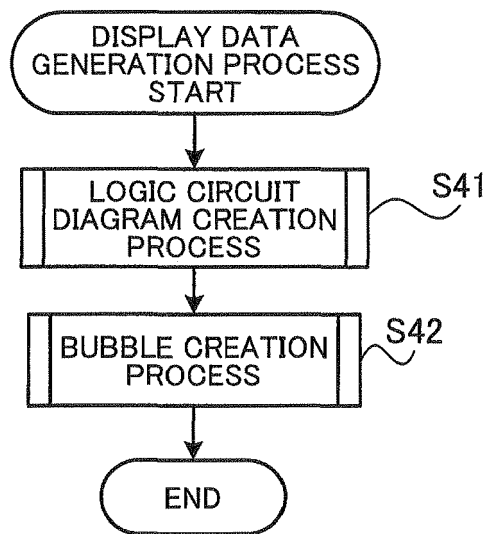 DISPLAY DATA
GENERATION PROCESS
START
LOGIC CIRCUIT
DIAGRAM CREATION
PROCESS
S41
BUBBLE CREATION
PROCESS
S42
END